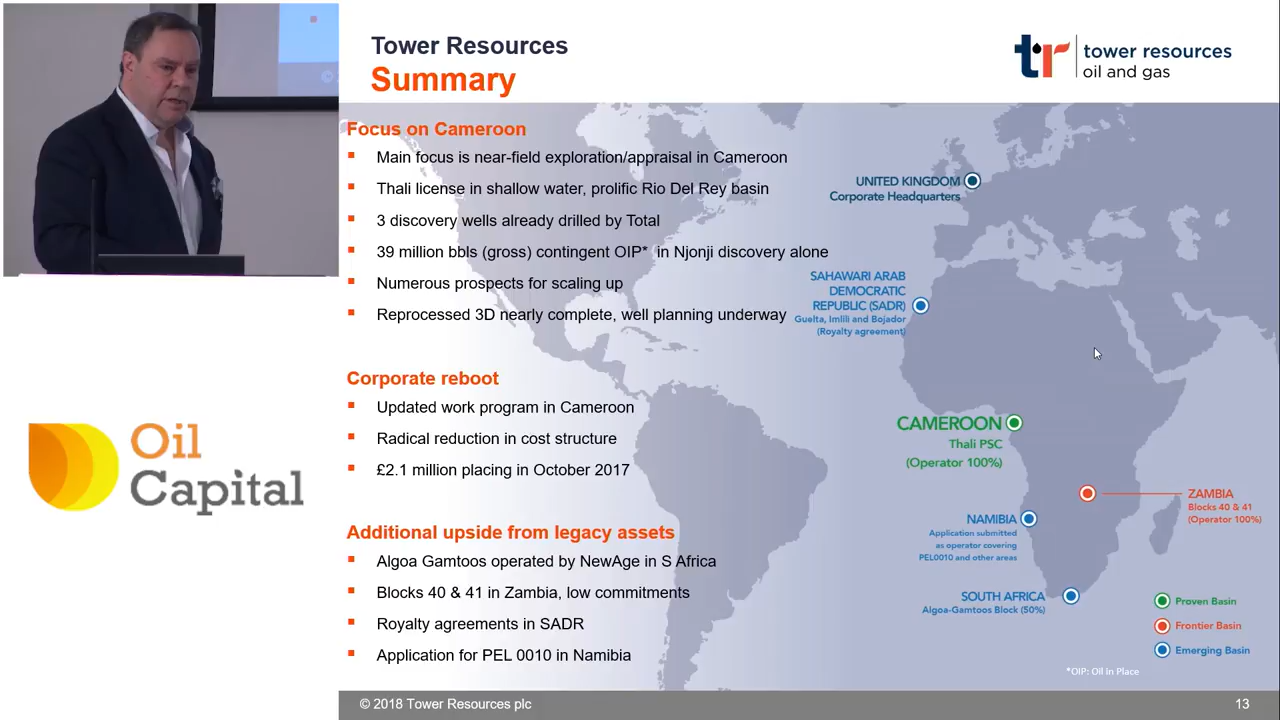 Tower Resources
Summary
tr tower resources
oil and gas
Focus on Cameroon
Main focus is near-field exploration/appraisal in Cameroon
Thali license in shallow water, prolific Rio Del Rey basin
3 discovery wells already drilled by Total
39 million bbls (gross) contingent OIP* in Njonji discovery alone
Numerous prospects for scaling up
Reprocessed 3D nearly complete, well planning underway
Corporate reboot
Updated work program in Cameroon
Radical reduction in cost structure
£2.1 million placing in October 2017
Additional upside from legacy assets
Algoa Gamtoos operated by NewAge in S Africa
Blocks 40 & 41 in Zambia, low commitments
Royalty agreements in SADR
Application for PEL 0010 in Namibia
UNITED KINGDOM
Corporate Headquarters
SAHAWARI ARAB
DEMOCRATIC
REPUBLIC (SADR)
Guelta, Imlili and Bojador
(Royalty agreement)
CAMEROON
Thali PSC
(Operator 100%)
ZAMBIA
Blocks 40 & 41
(Operator 100%)
NAMIBIA
Application submitted
as operator covering
PEL0010 and other areas
SOUTH AFRICA
Algoa-Gamtoos Block (50%)
Proven Basin
Frontier Basin
Emerging Basin
*OIP: Oil In Place
Oil
Capital
© 2018 Tower Resources plc
13